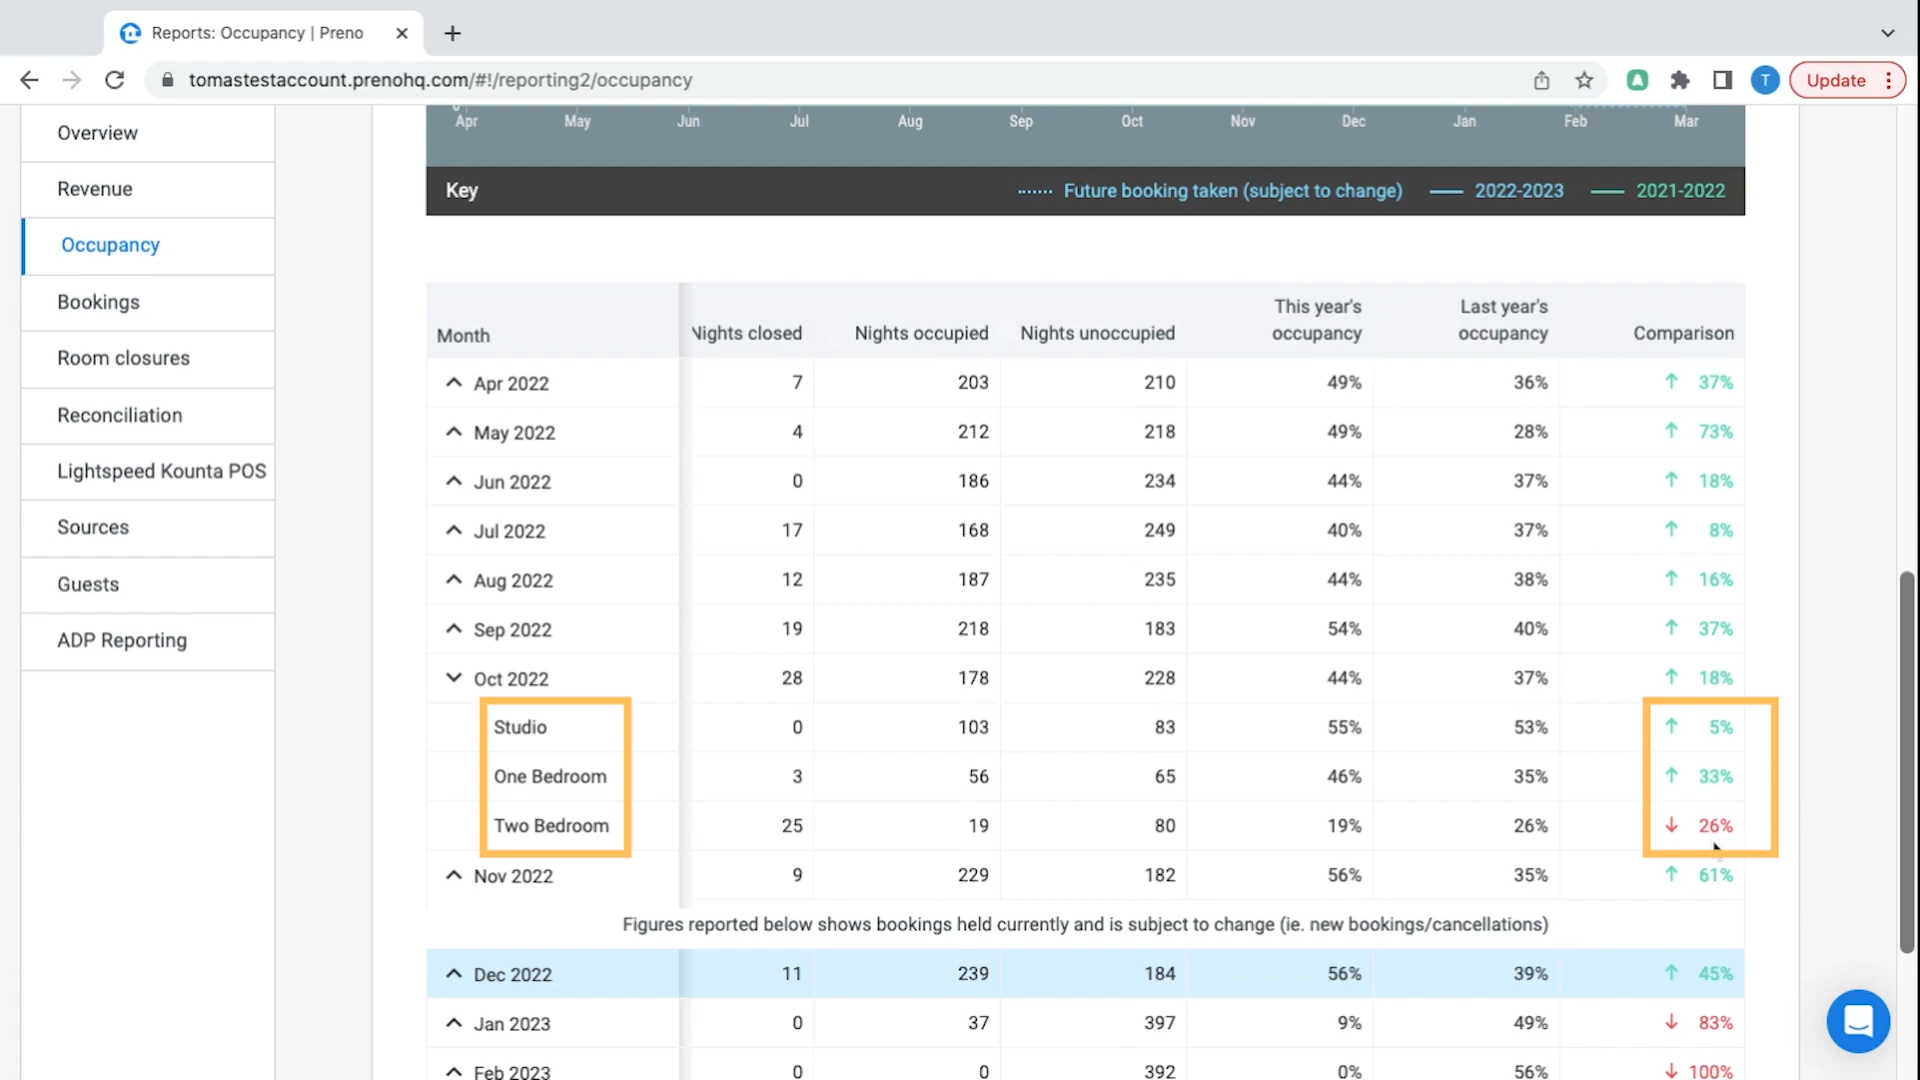 Reports: Occupancy | Preno
tomastestaccount.prenohq.com/#!/reporting2/occupancy
T
Update
Overview
Revenue
Occupancy
Bookings
Room closures
Reconciliation
Lightspeed Kounta POS
Sources
Guests
ADP Reporting
Apr May Jun Jul Aug Sep Oct Nov Dec Jan Feb Mar
Key Future booking taken (subject to change) 2022-2023 2021-2022
Month Nights closed Nights occupied Nights unoccupied This year's occupancy Last year's occupancy Comparison
Apr 2022 7 203 210 49% 36% ↑ 37%
May 2022 4 212 218 49% 28% ↑ 73%
Jun 2022 0 186 234 44% 37% ↑ 18%
Jul 2022 17 168 249 40% 37% ↑ 8%
Aug 2022 12 187 235 44% 38% ↑ 16%
Sep 2022 19 218 183 54% 40% ↑ 37%
Oct 2022 28 178 228 44% 37% ↑ 18%
Studio 0 103 83 55% 53% ↑ 5%
One Bedroom 3 56 65 46% 35% ↑ 33%
Two Bedroom 25 19 80 19% 26% ↓ 26%
Nov 2022 9 229 182 56% 35% ↑ 61%
Figures reported below shows bookings held currently and is subject to change (ie. new bookings/cancellations)
Dec 2022 11 239 184 56% 39% ↑ 45%
Jan 2023 0 37 397 9% 49% ↓ 83%
Feb 2023 0 0 392 0% 56% ↓ 100%